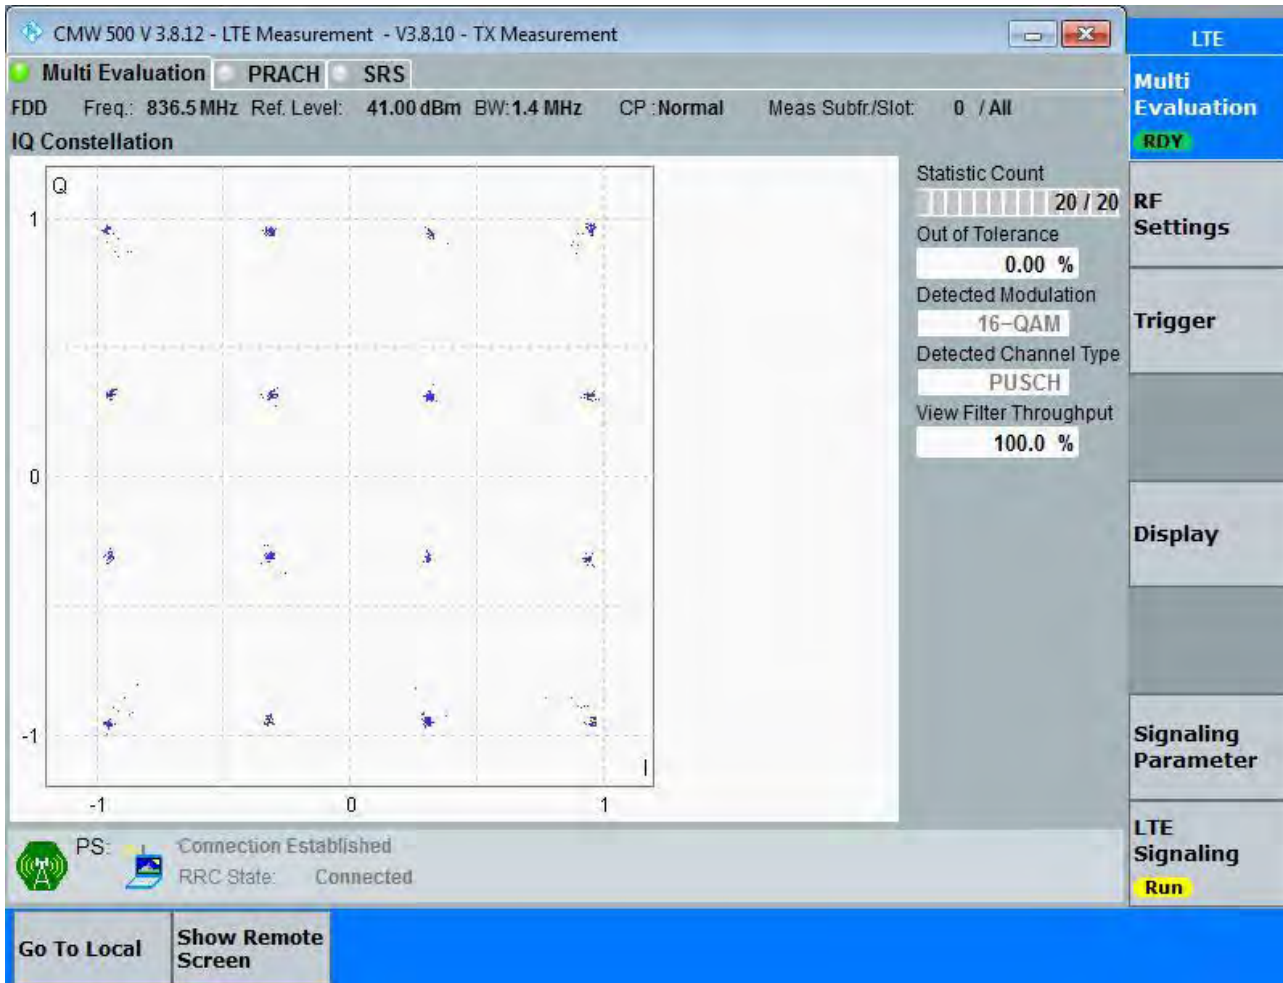 CMW 500 V 3.8.12 - LTE Measurement - V3.8.10 - TX Measurement
LTE
Multi Evaluation PRACH SRS
FDD Freq.: 836.5 MHz Ref. Level: 41.00 dBm BW: 1.4 MHz CP : Normal Meas Subfr./Slot: 0 / All
IQ Constellation
Q
1
0
-1
I
-1 0 1
Statistic Count
20 / 20
Out of Tolerance
0.00 %
Detected Modulation
16-QAM
Detected Channel Type
PUSCH
View Filter Throughput
100.0 %
Multi
Evaluation
RDY
RF
Settings
Trigger
Display
Signaling
Parameter
LTE
Signaling
Run
PS: Connection Established
RRC State: Connected
Go To Local
Show Remote
Screen